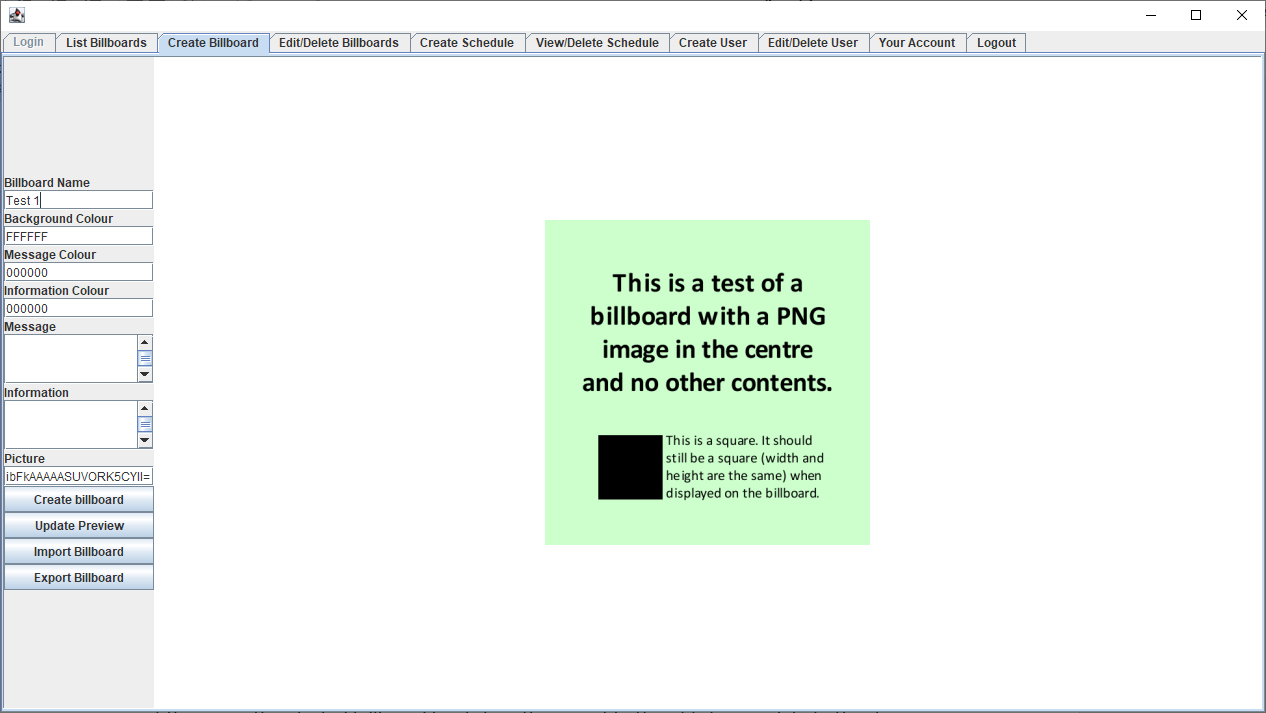 Login List Billboards Create Billboard Edit/Delete Billboards Create Schedule View/Delete Schedule Create User Edit/Delete User Your Account Logout
Billboard Name
Test 1
Background Colour
FFFFFF
Message Colour
000000
Information Colour
000000
Message
Information
Picture
ibFkAAAAASUVORK5CYII=
Create billboard
Update Preview
Import Billboard
Export Billboard
This is a test of a
billboard with a PNG
image in the centre
and no other contents.
This is a square. It should
still be a square (width and
height are the same) when
displayed on the billboard.